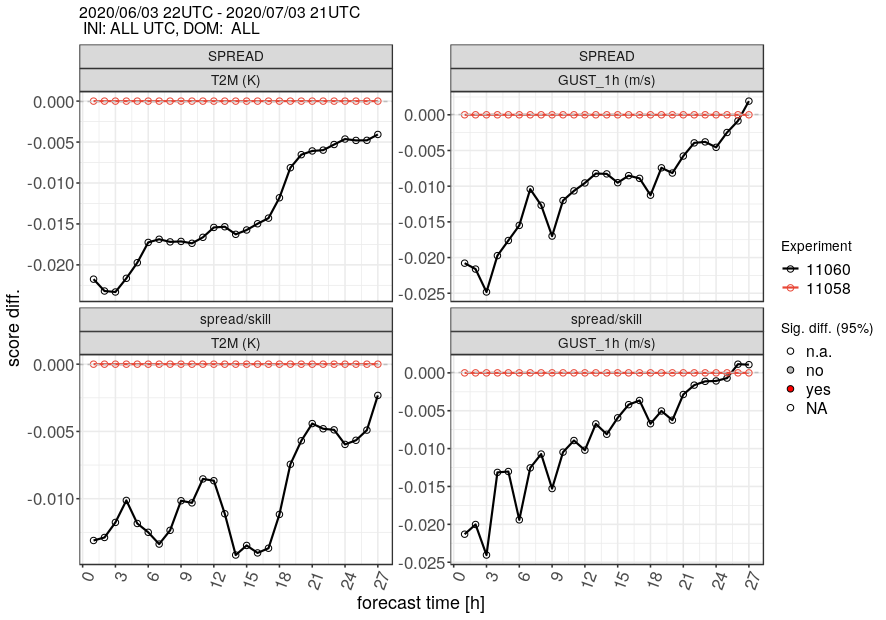 2020/06/03 22UTC - 2020/07/03 21UTC
INI: ALL UTC, DOM:  ALL
SPREAD
T2M (K)
0.000
-0.005
-0.010
-0.015
-0.020
SPREAD
GUST_1h (m/s)
0.000
-0.005
-0.010
-0.015
-0.020
-0.025
spread/skill
T2M (K)
0.000
-0.005
-0.010
0 3 6 9 12 15 18 21 24 27
spread/skill
GUST_1h (m/s)
0.000
-0.005
-0.010
-0.015
-0.020
-0.025
0 3 6 9 12 15 18 21 24 27
score diff.
forecast time [h]
Experiment
11060
11058
Sig. diff. (95%)
n.a.
no
yes
NA